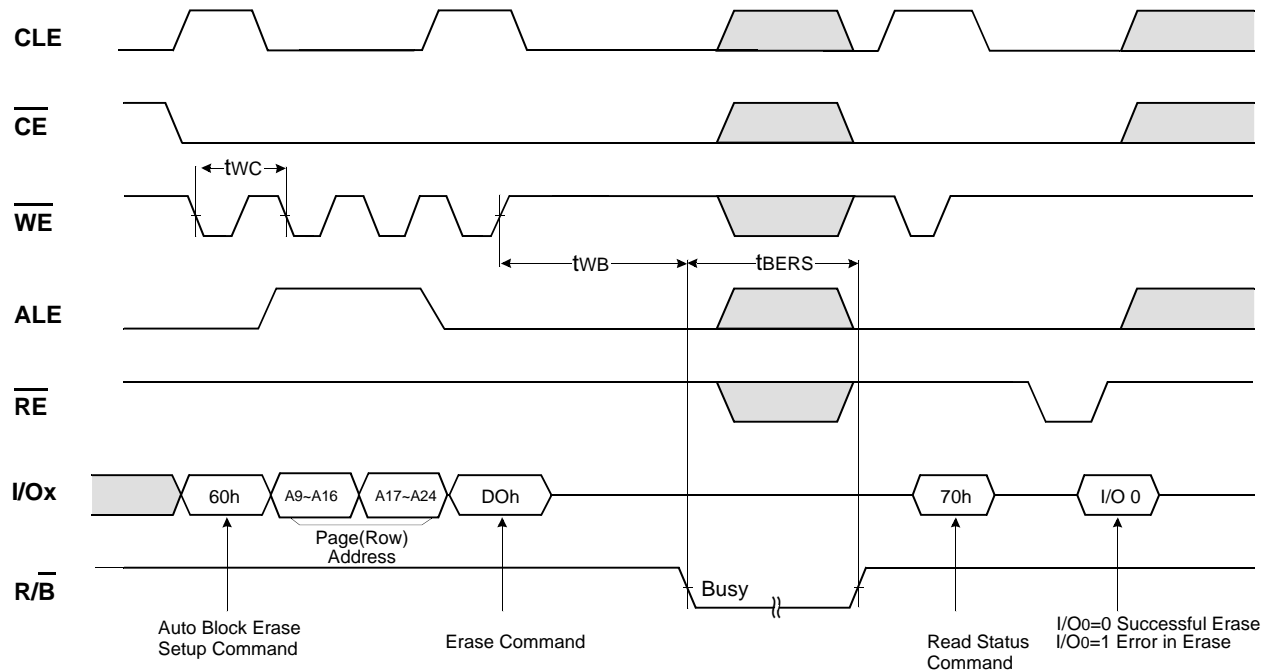 CLE
CE
tWC
WE
tWB
tBERS
ALE
RE
I/Ox
60h
A9~A16
A17~A24
DOh
70h
I/O 0
Page(Row)
Address
R/B
Busy
Auto Block Erase
Setup Command
Erase Command
Read Status
Command
I/O0=0 Successful Erase
I/O0=1 Error in Erase